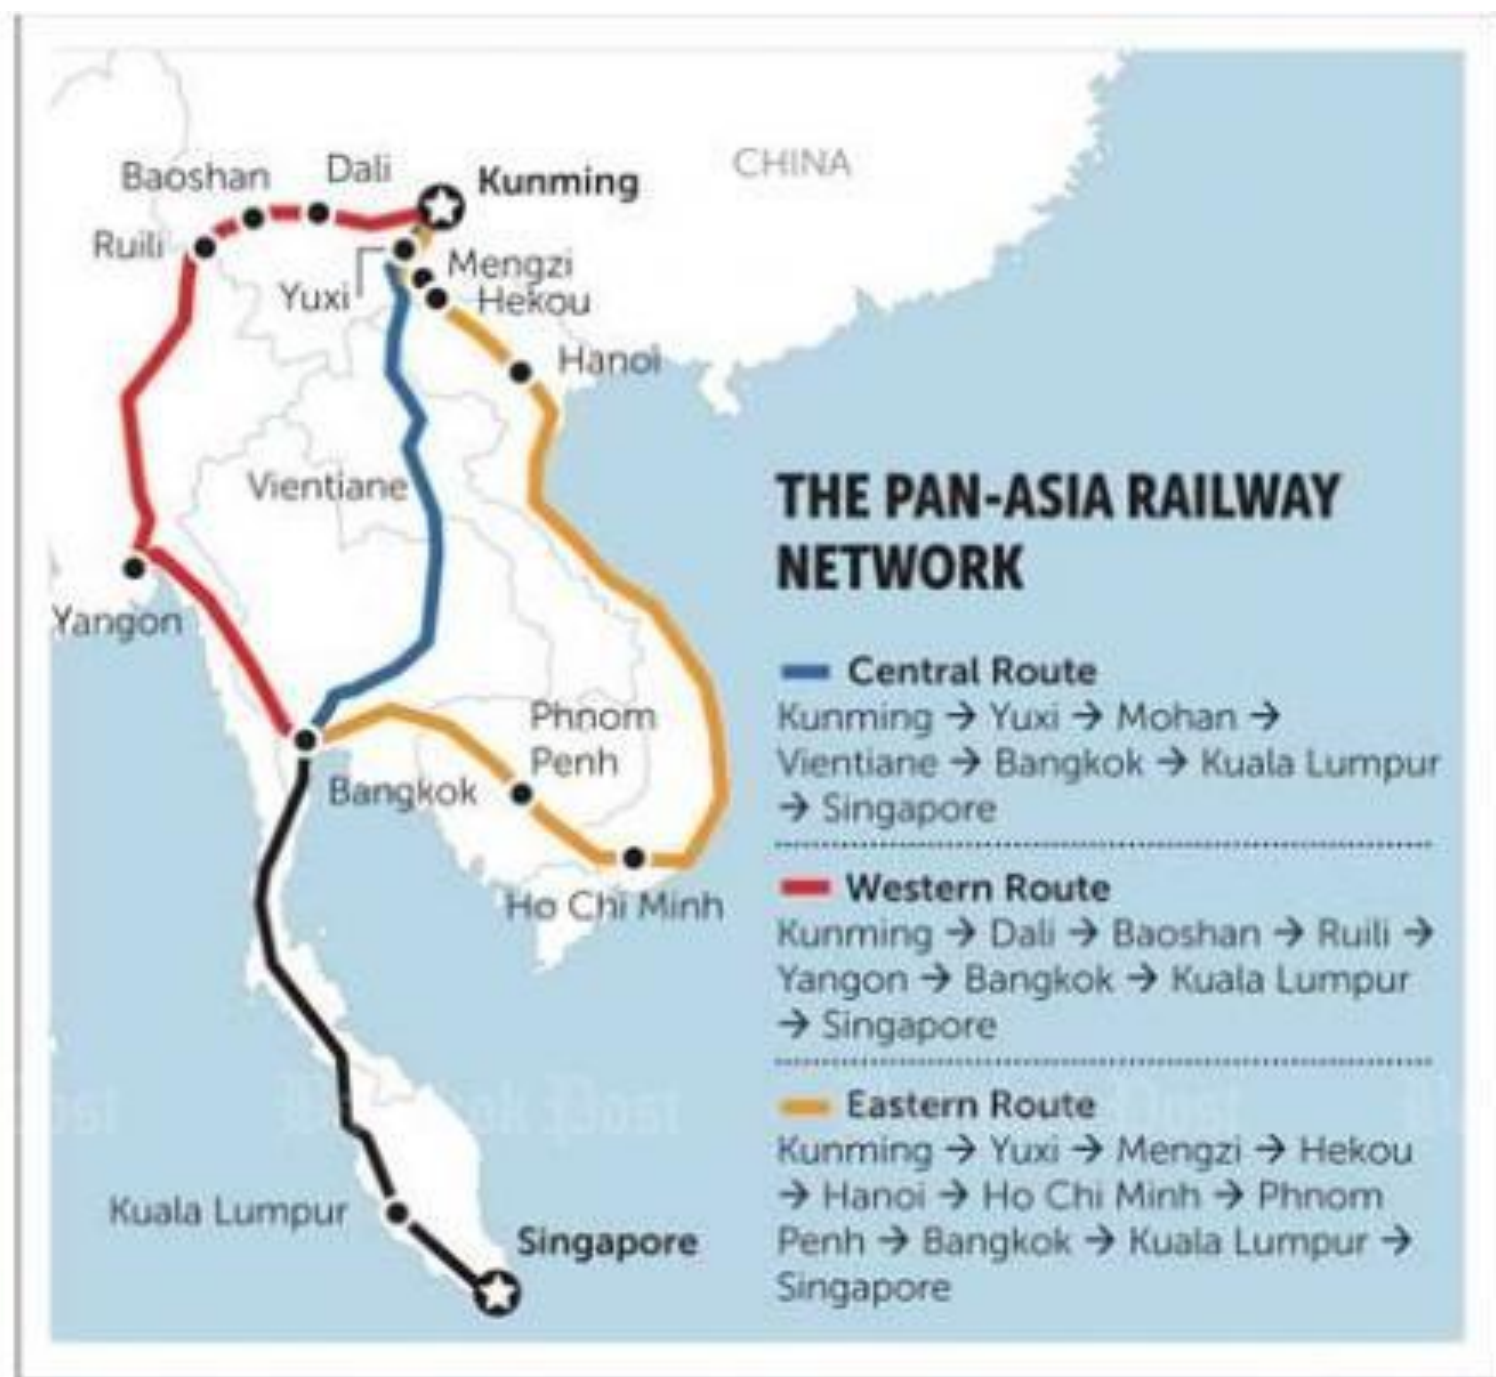 CHINA
Baoshan
Dali
Kunming
Ruili
Mengzi
Yuxi
Hekou
Hanoi
Vientiane
Yangon
Phnom
Penh
Bangkok
Ho Chi Minh
Kuala Lumpur
Singapore
THE PAN-ASIA RAILWAY
NETWORK
Central Route
Kunming → Yuxi → Mohan →
Vientiane → Bangkok → Kuala Lumpur
→ Singapore
Western Route
Kunming → Dali → Baoshan → Ruili →
Yangon → Bangkok → Kuala Lumpur
→ Singapore
Eastern Route
Kunming → Yuxi → Mengzi → Hekou
→ Hanoi → Ho Chi Minh → Phnom
Penh → Bangkok → Kuala Lumpur →
Singapore